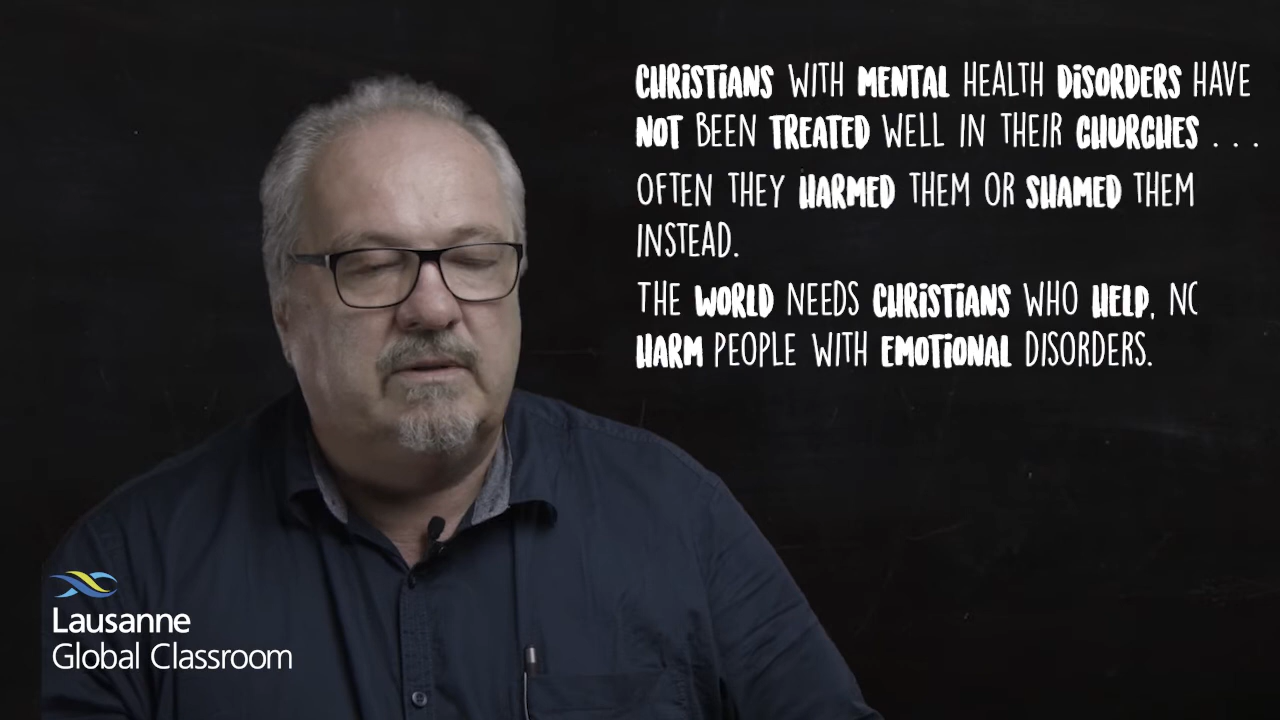 CHRISTIANS WITH MENTAL HEALTH DISORDERS HAVE
NOT BEEN TREATED WELL IN THEIR CHURCHES . . .
OFTEN THEY HARMED THEM OR SHAMED THEM
INSTEAD.
THE WORLD NEEDS CHRISTIANS WHO HELP,
HARM PEOPLE WITH EMOTIONAL DISORDERS.
Lausanne
Global Classroom